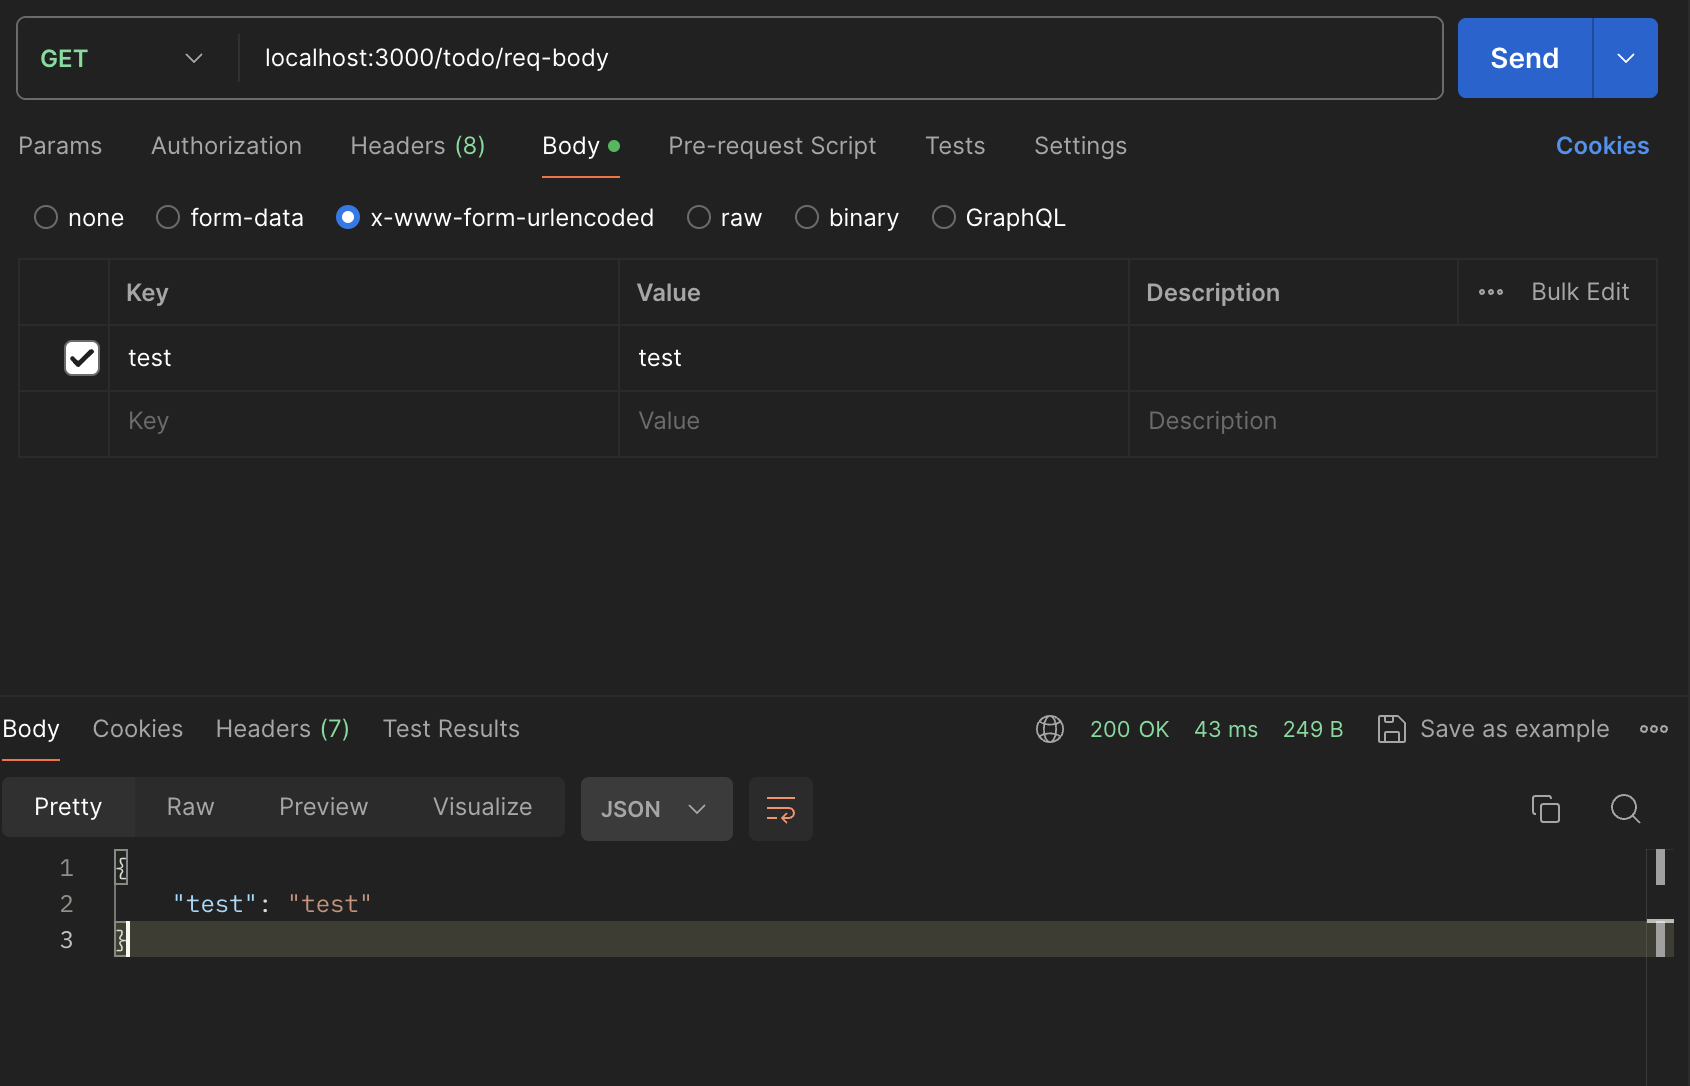 GET localhost:3000/todo/req-body Send
Params Authorization Headers (8) Body Pre-request Script Tests Settings Cookies
none form-data x-www-form-urlencoded raw binary GraphQL
Key Value Description Bulk Edit
test test
Key Value Description
Body Cookies Headers (7) Test Results 200 OK 43 ms 249 B Save as example
Pretty Raw Preview Visualize JSON
1 {
2 "test": "test"
3 }